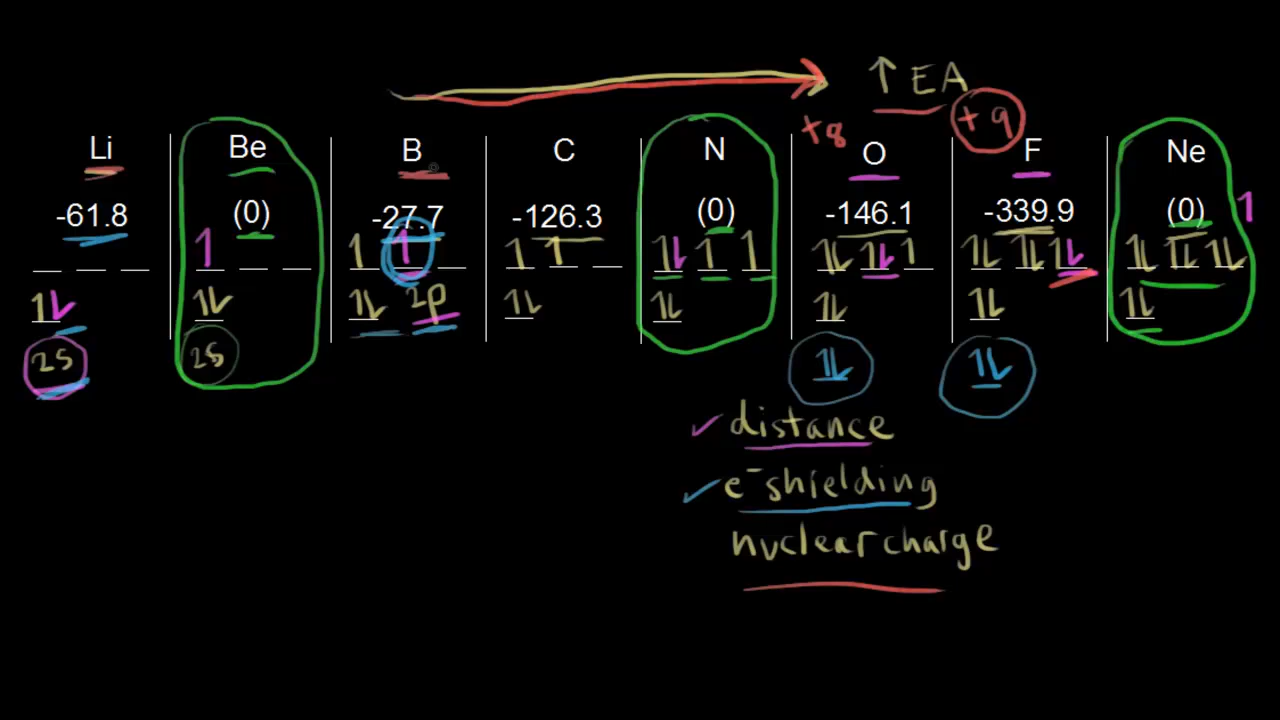 ↑ EA
+8 +9
Li Be B C N O F Ne
-61.8 (0) -27.7 -126.3 (0) -146.1 -339.9 (0)
2p
2s 2s
distance
e⁻ shielding
nuclear charge